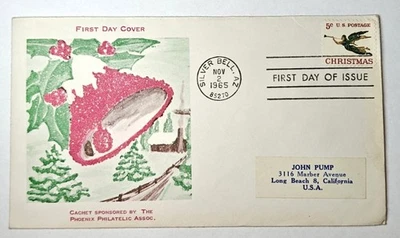 FIRST DAY COVER
5¢ U.S. POSTAGE
CHRISTMAS
SILVER BELL, AZ
NOV
2
1965
85270
FIRST DAY OF ISSUE
JOHN PUMP
3116 Marber Avenue
Long Beach 8, California
U.S.A.
CACHET SPONSORED BY THE
PHOENIX PHILATELIC ASSOC.